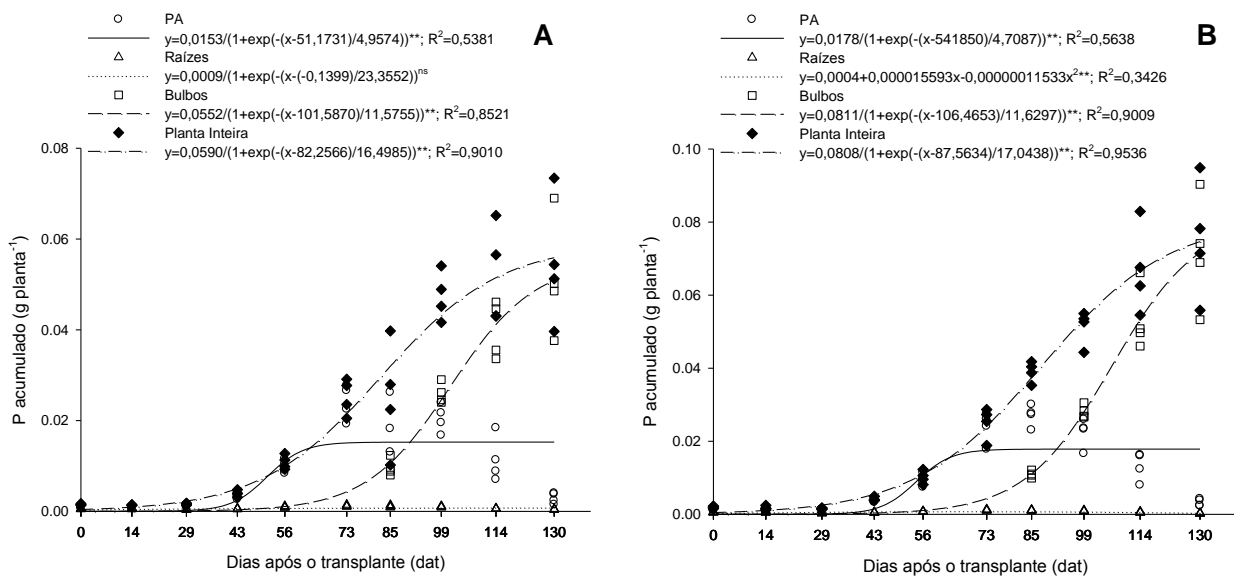 PA
y=0,0153/(1+exp(-(x-51,1731)/4,9574))**; R²=0,5381
Raízes
y=0,0009/(1+exp(-(x-(-0,1399)/23,3552))ⁿˢ
Bulbos
y=0,0552/(1+exp(-(x-101,5870)/11,5755))**; R²=0,8521
Planta Inteira
y=0,0590/(1+exp(-(x-82,2566)/16,4985))**; R²=0,9010
A
0.08
0.06
0.04
0.02
0.00
P acumulado (g planta⁻¹)
0 14 29 43 56 73 85 99 114 130
Dias após o transplante (dat)
PA
y=0,0178/(1+exp(-(x-541850)/4,7087))**; R²=0,5638
Raízes
y=0,0004+0,000015593x-0,00000011533x²**; R²=0,3426
Bulbos
y=0,0811/(1+exp(-(x-106,4653)/11,6297))**; R²=0,9009
Planta Inteira
y=0,0808/(1+exp(-(x-87,5634)/17,0438))**; R²=0,9536
B
0.10
0.08
0.06
0.04
0.02
0.00
P acumulado (g planta⁻¹)
0 14 29 43 56 73 85 99 114 130
Dias após o transplante (dat)